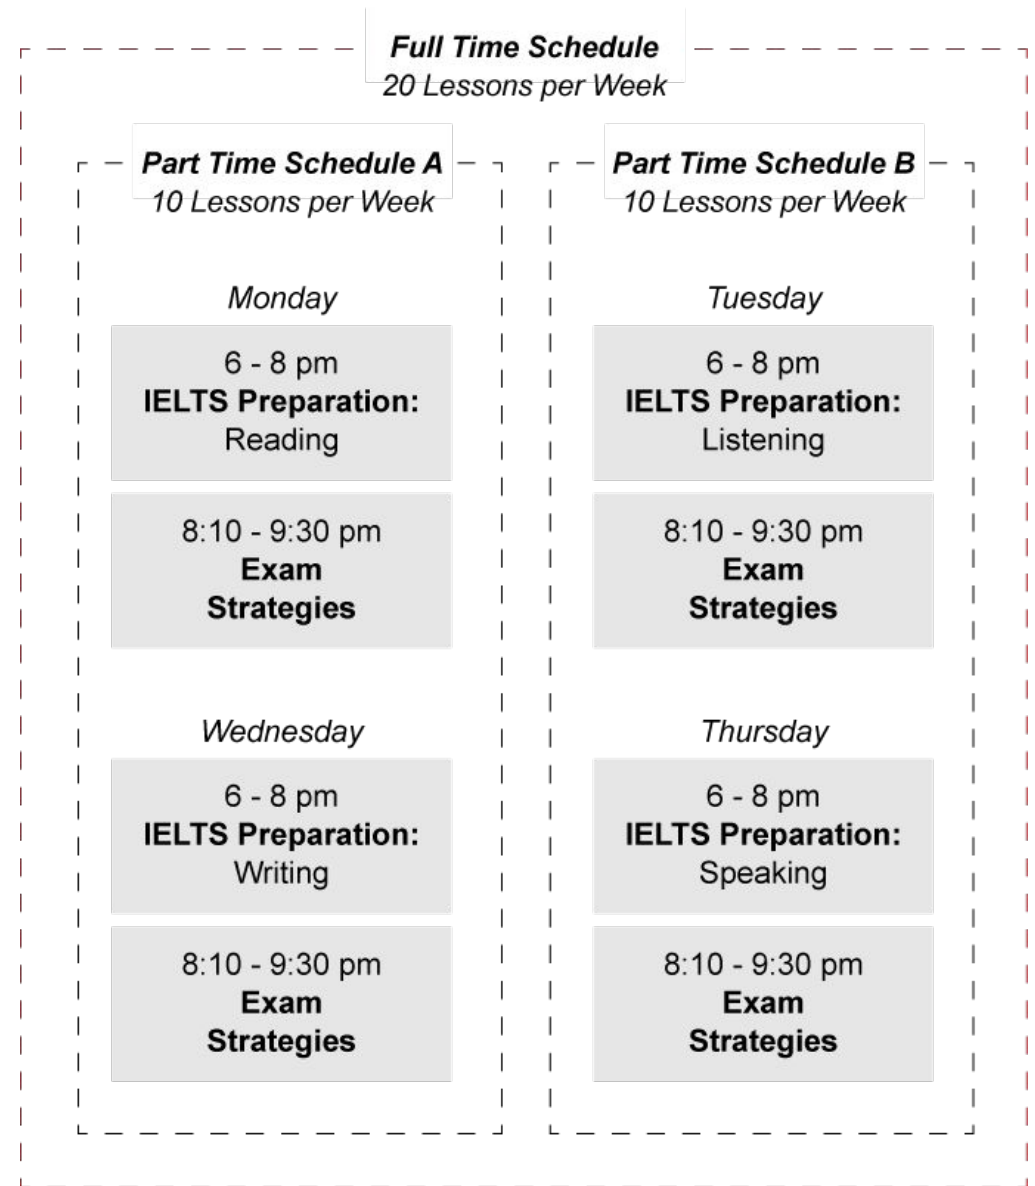 Full Time Schedule
20 Lessons per Week
Part Time Schedule A
10 Lessons per Week
Monday
6 - 8 pm
IELTS Preparation:
Reading
8:10 - 9:30 pm
Exam
Strategies
Wednesday
6 - 8 pm
IELTS Preparation:
Writing
8:10 - 9:30 pm
Exam
Strategies
Part Time Schedule B
10 Lessons per Week
Tuesday
6 - 8 pm
IELTS Preparation:
Listening
8:10 - 9:30 pm
Exam
Strategies
Thursday
6 - 8 pm
IELTS Preparation:
Speaking
8:10 - 9:30 pm
Exam
Strategies